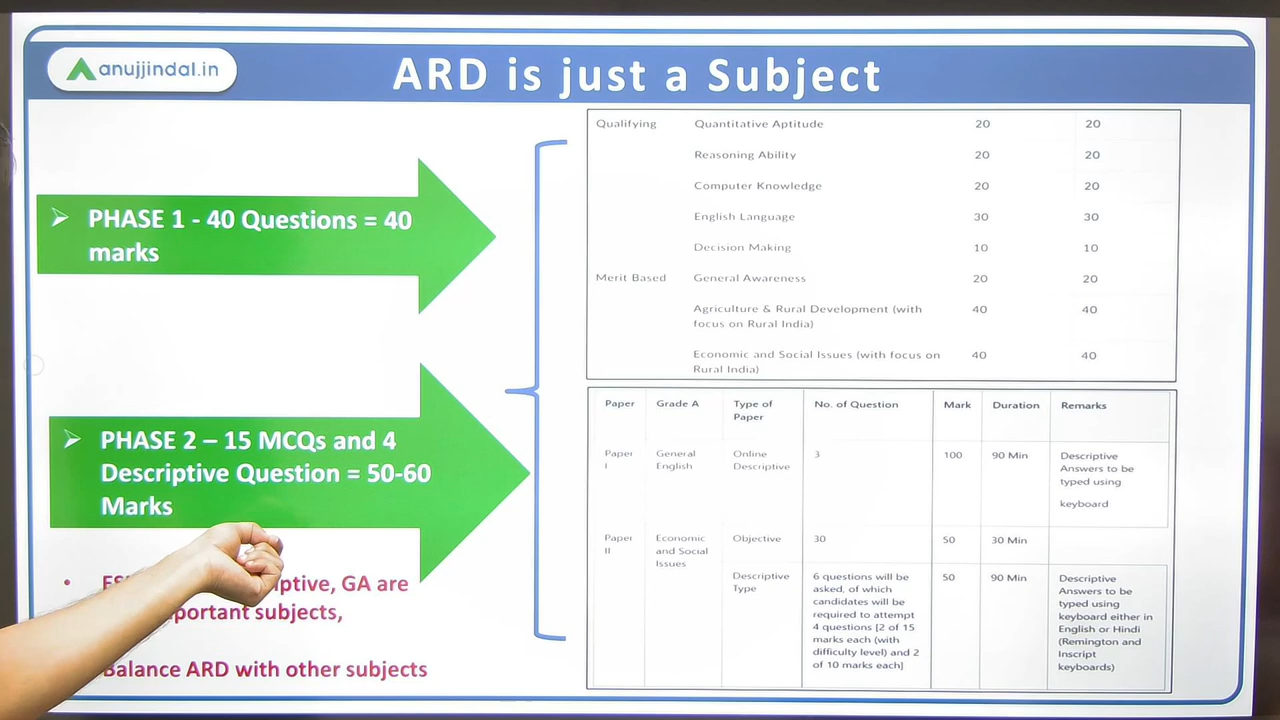 anujjindal.in
ARD is just a Subject
PHASE 1 - 40 Questions = 40
marks
PHASE 2 – 15 MCQs and 4
Descriptive Question = 50-60
Marks
GA are
subjects,
Balance ARD with other subjects
Qualifying Quantitative Aptitude 20 20
Reasoning Ability 20 20
Computer Knowledge 20 20
English Language 30 30
Decision Making 10 10
Merit Based General Awareness 20 20
Agriculture & Rural Development (with 40 40
focus on Rural India)
Economic and Social Issues (with focus on 40 40
Rural India)
Paper Grade A Type of No. of Question Mark Duration Remarks
Paper
Paper General Online 3 100 90 Min Descriptive
I English Descriptive Answers to be
typed using
keyboard
Paper Economic Objective 30 50 30 Min
II and Social
Issues
Descriptive 6 questions will be 50 90 Min Descriptive
Type asked, of which Answers to be
candidates will be typed using
required to attempt keyboard either in
4 questions [2 of 15 English or Hindi
marks each (with (Remington and
difficulty level) and 2 Inscript
of 10 marks each] keyboards)